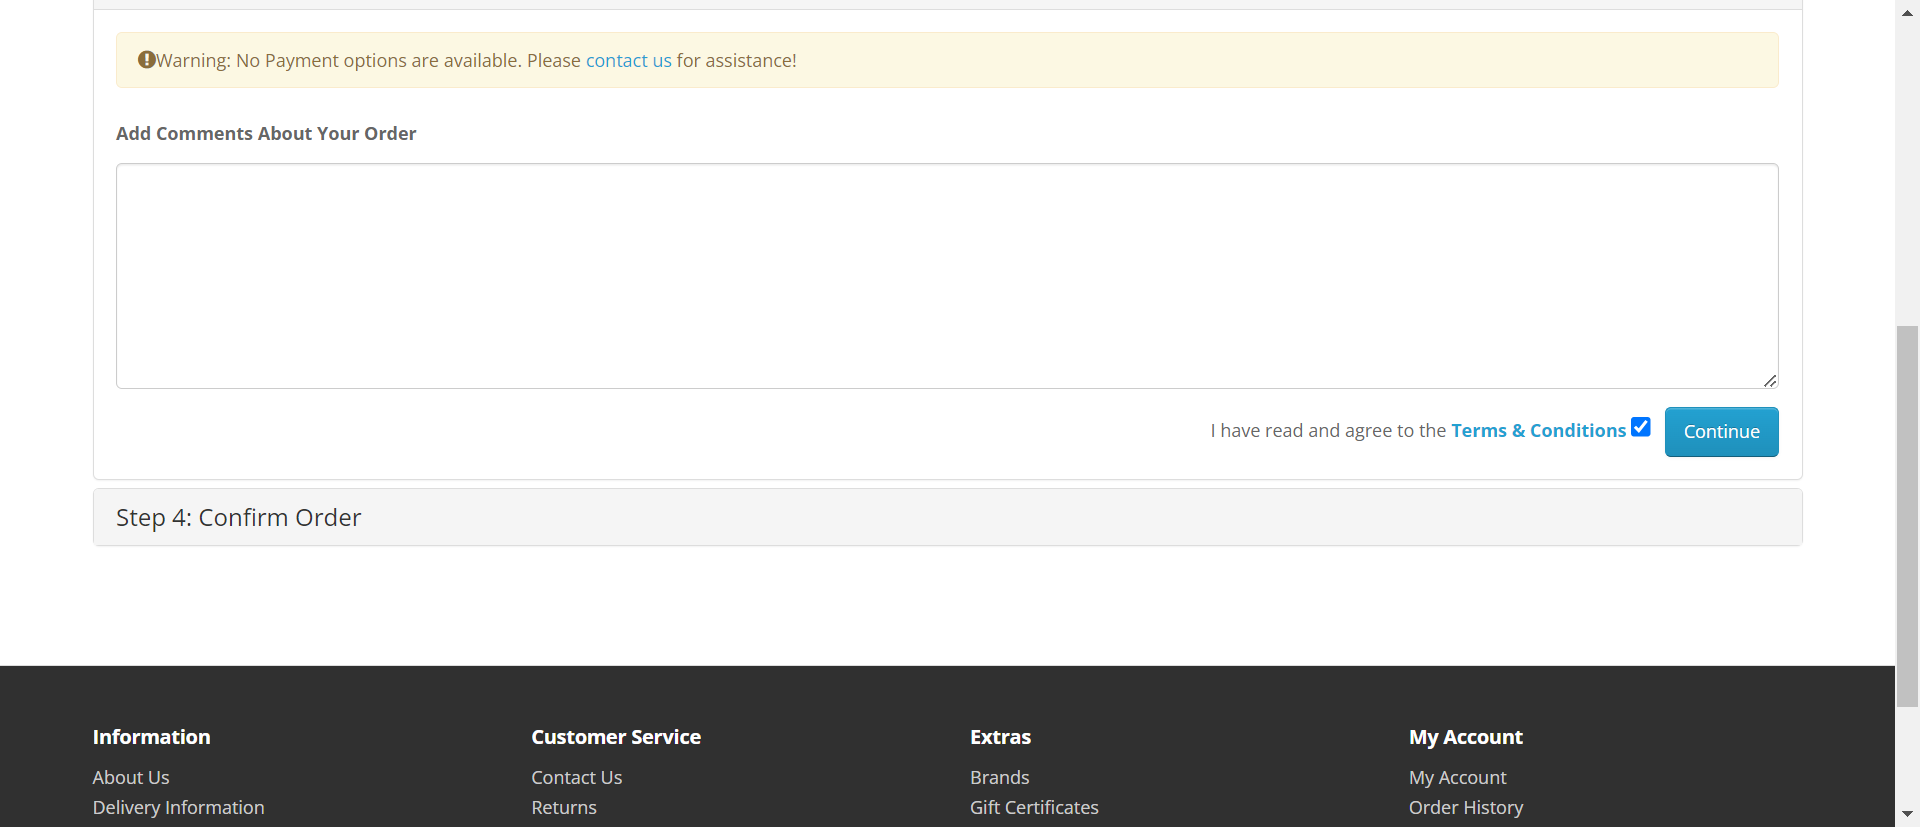 Warning: No Payment options are available. Please contact us for assistance!
Add Comments About Your Order
I have read and agree to the Terms & Conditions
Continue
Step 4: Confirm Order
Information
About Us
Delivery Information
Customer Service
Contact Us
Returns
Extras
Brands
Gift Certificates
My Account
My Account
Order History